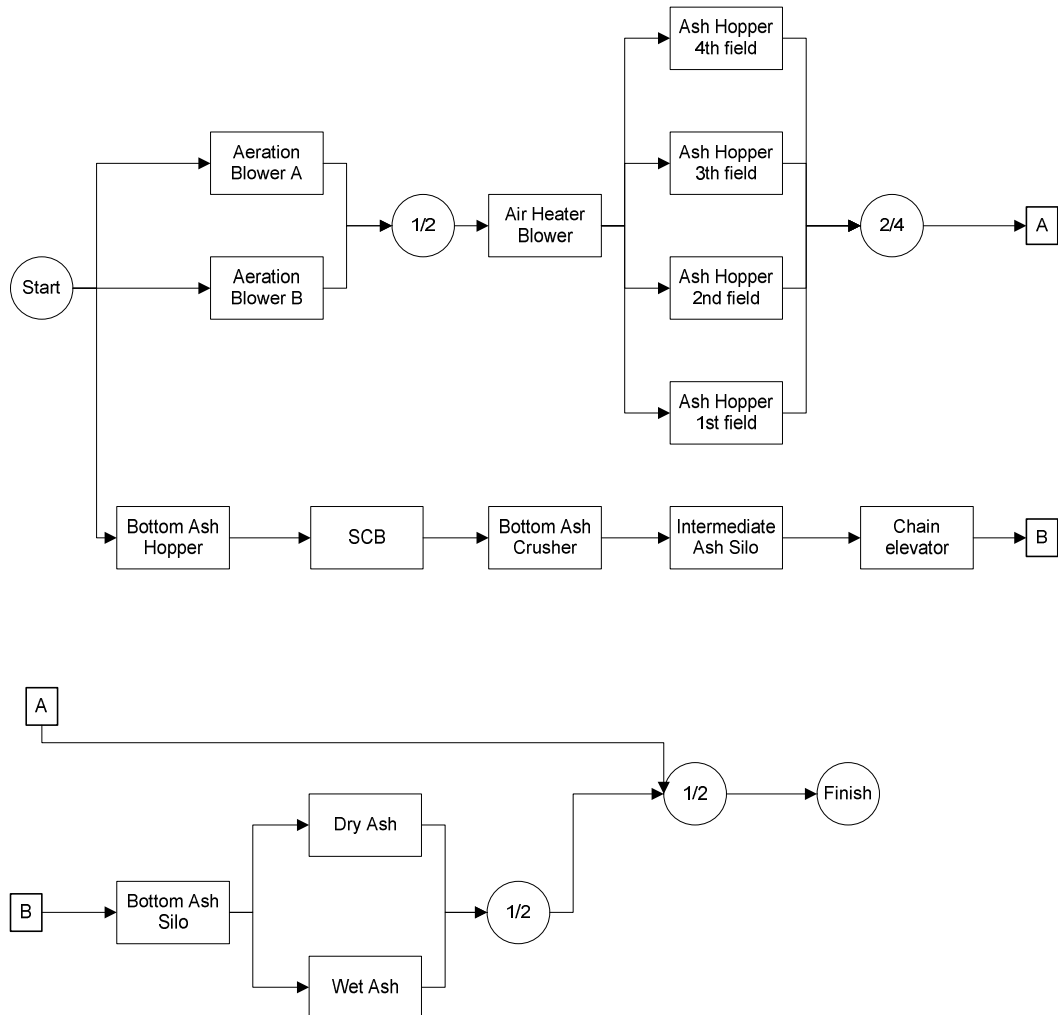 Ash Hopper
4th field
Aeration
Blower A
Ash Hopper
3th field
1/2
Air Heater
Blower
2/4
A
Start
Aeration
Blower B
Ash Hopper
2nd field
Ash Hopper
1st field
Bottom Ash
Hopper
SCB
Bottom Ash
Crusher
Intermediate
Ash Silo
Chain
elevator
B
A
1/2
Finish
Dry Ash
B
Bottom Ash
Silo
1/2
Wet Ash